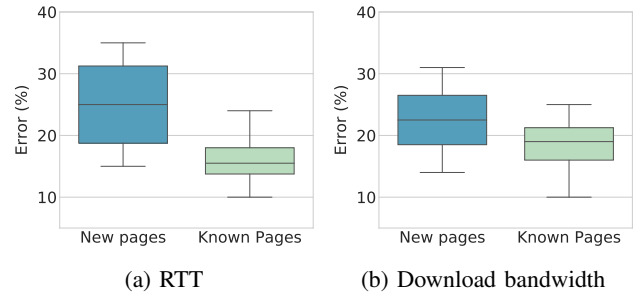 40
30
20
10
Error (%)
New pages
Known Pages
(a) RTT
40
30
20
10
Error (%)
New pages
Known Pages
(b) Download bandwidth